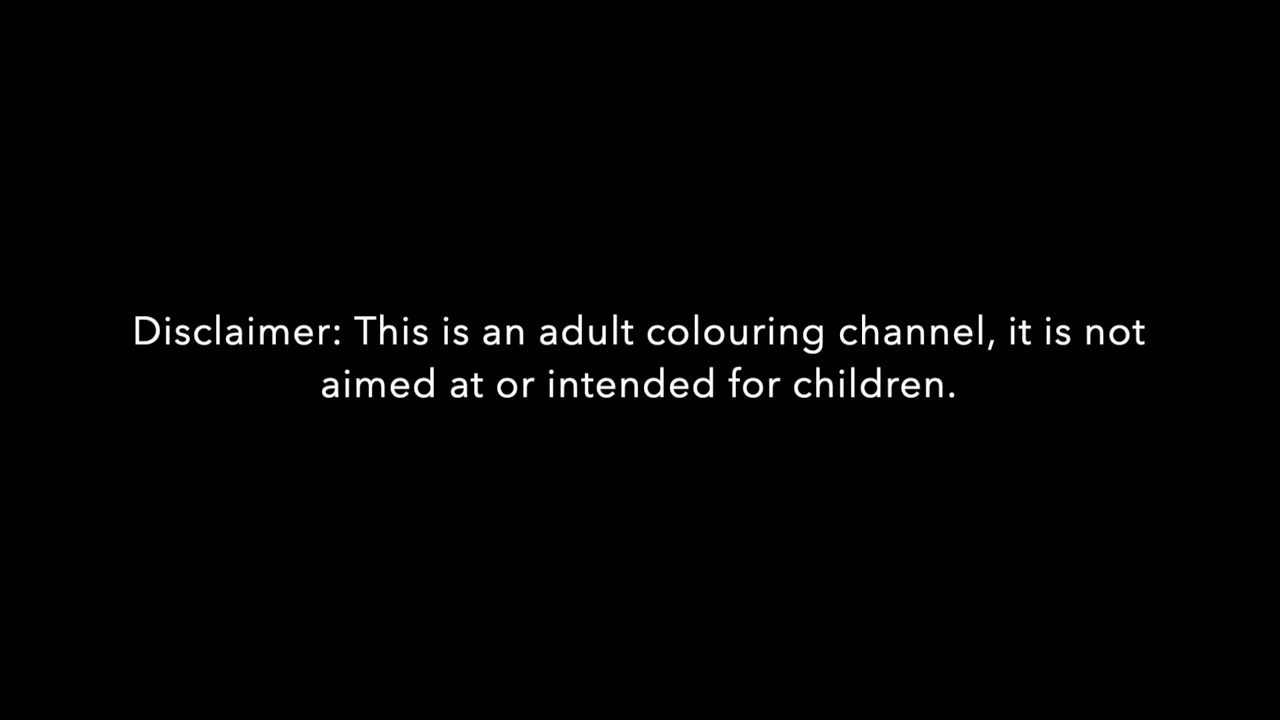 Disclaimer: This is an adult colouring channel, it is not
aimed at or intended for children.